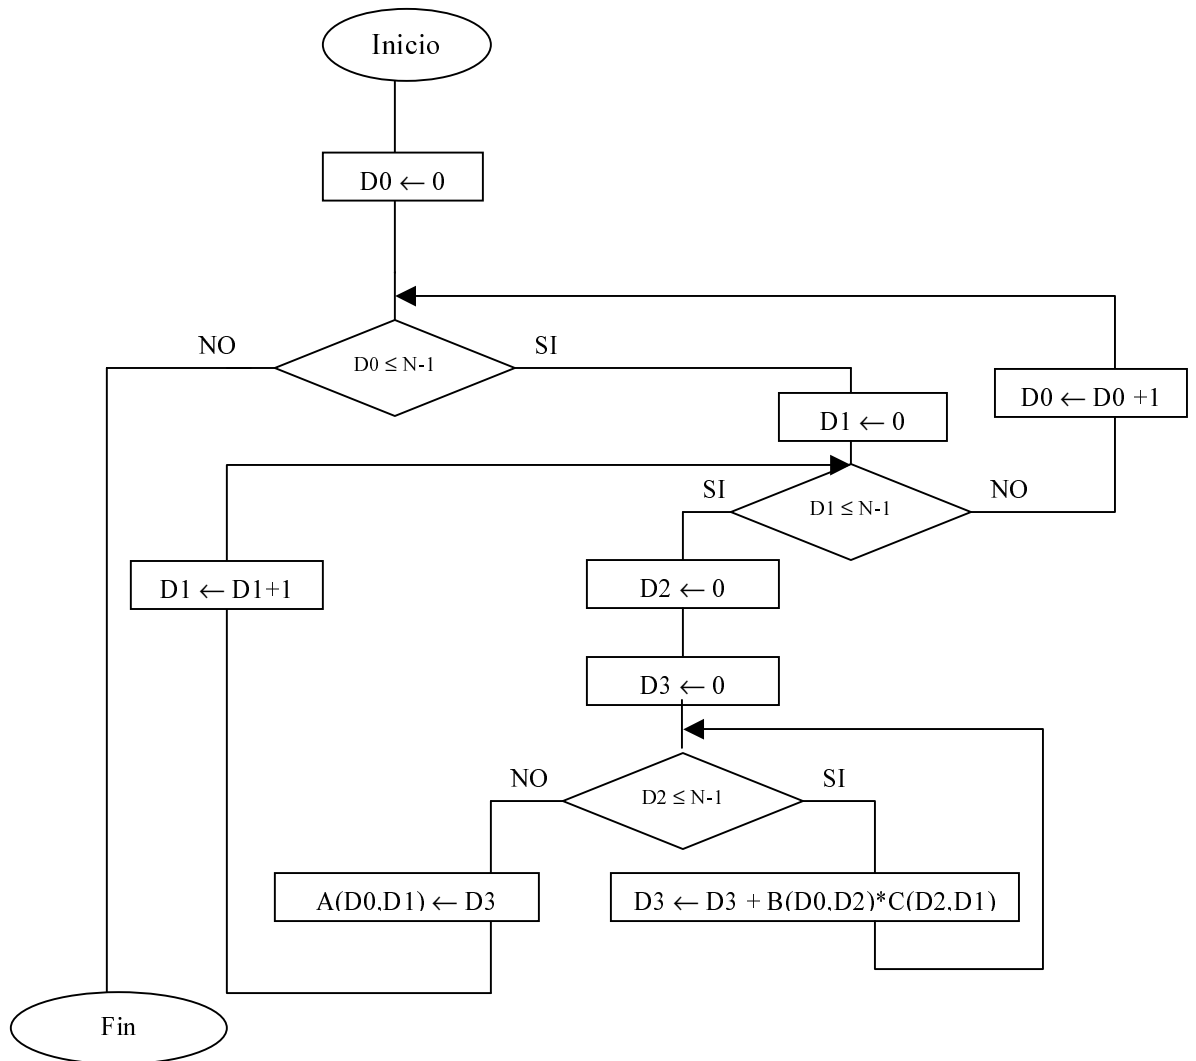 Inicio
D0 ← 0
NO
SI
D0 ≤ N-1
D0 ← D0 +1
D1 ← 0
SI
NO
D1 ≤ N-1
D1 ← D1+1
D2 ← 0
D3 ← 0
NO
SI
D2 ≤ N-1
A(D0,D1) ← D3
D3 ← D3 + B(D0,D2)*C(D2,D1)
Fin